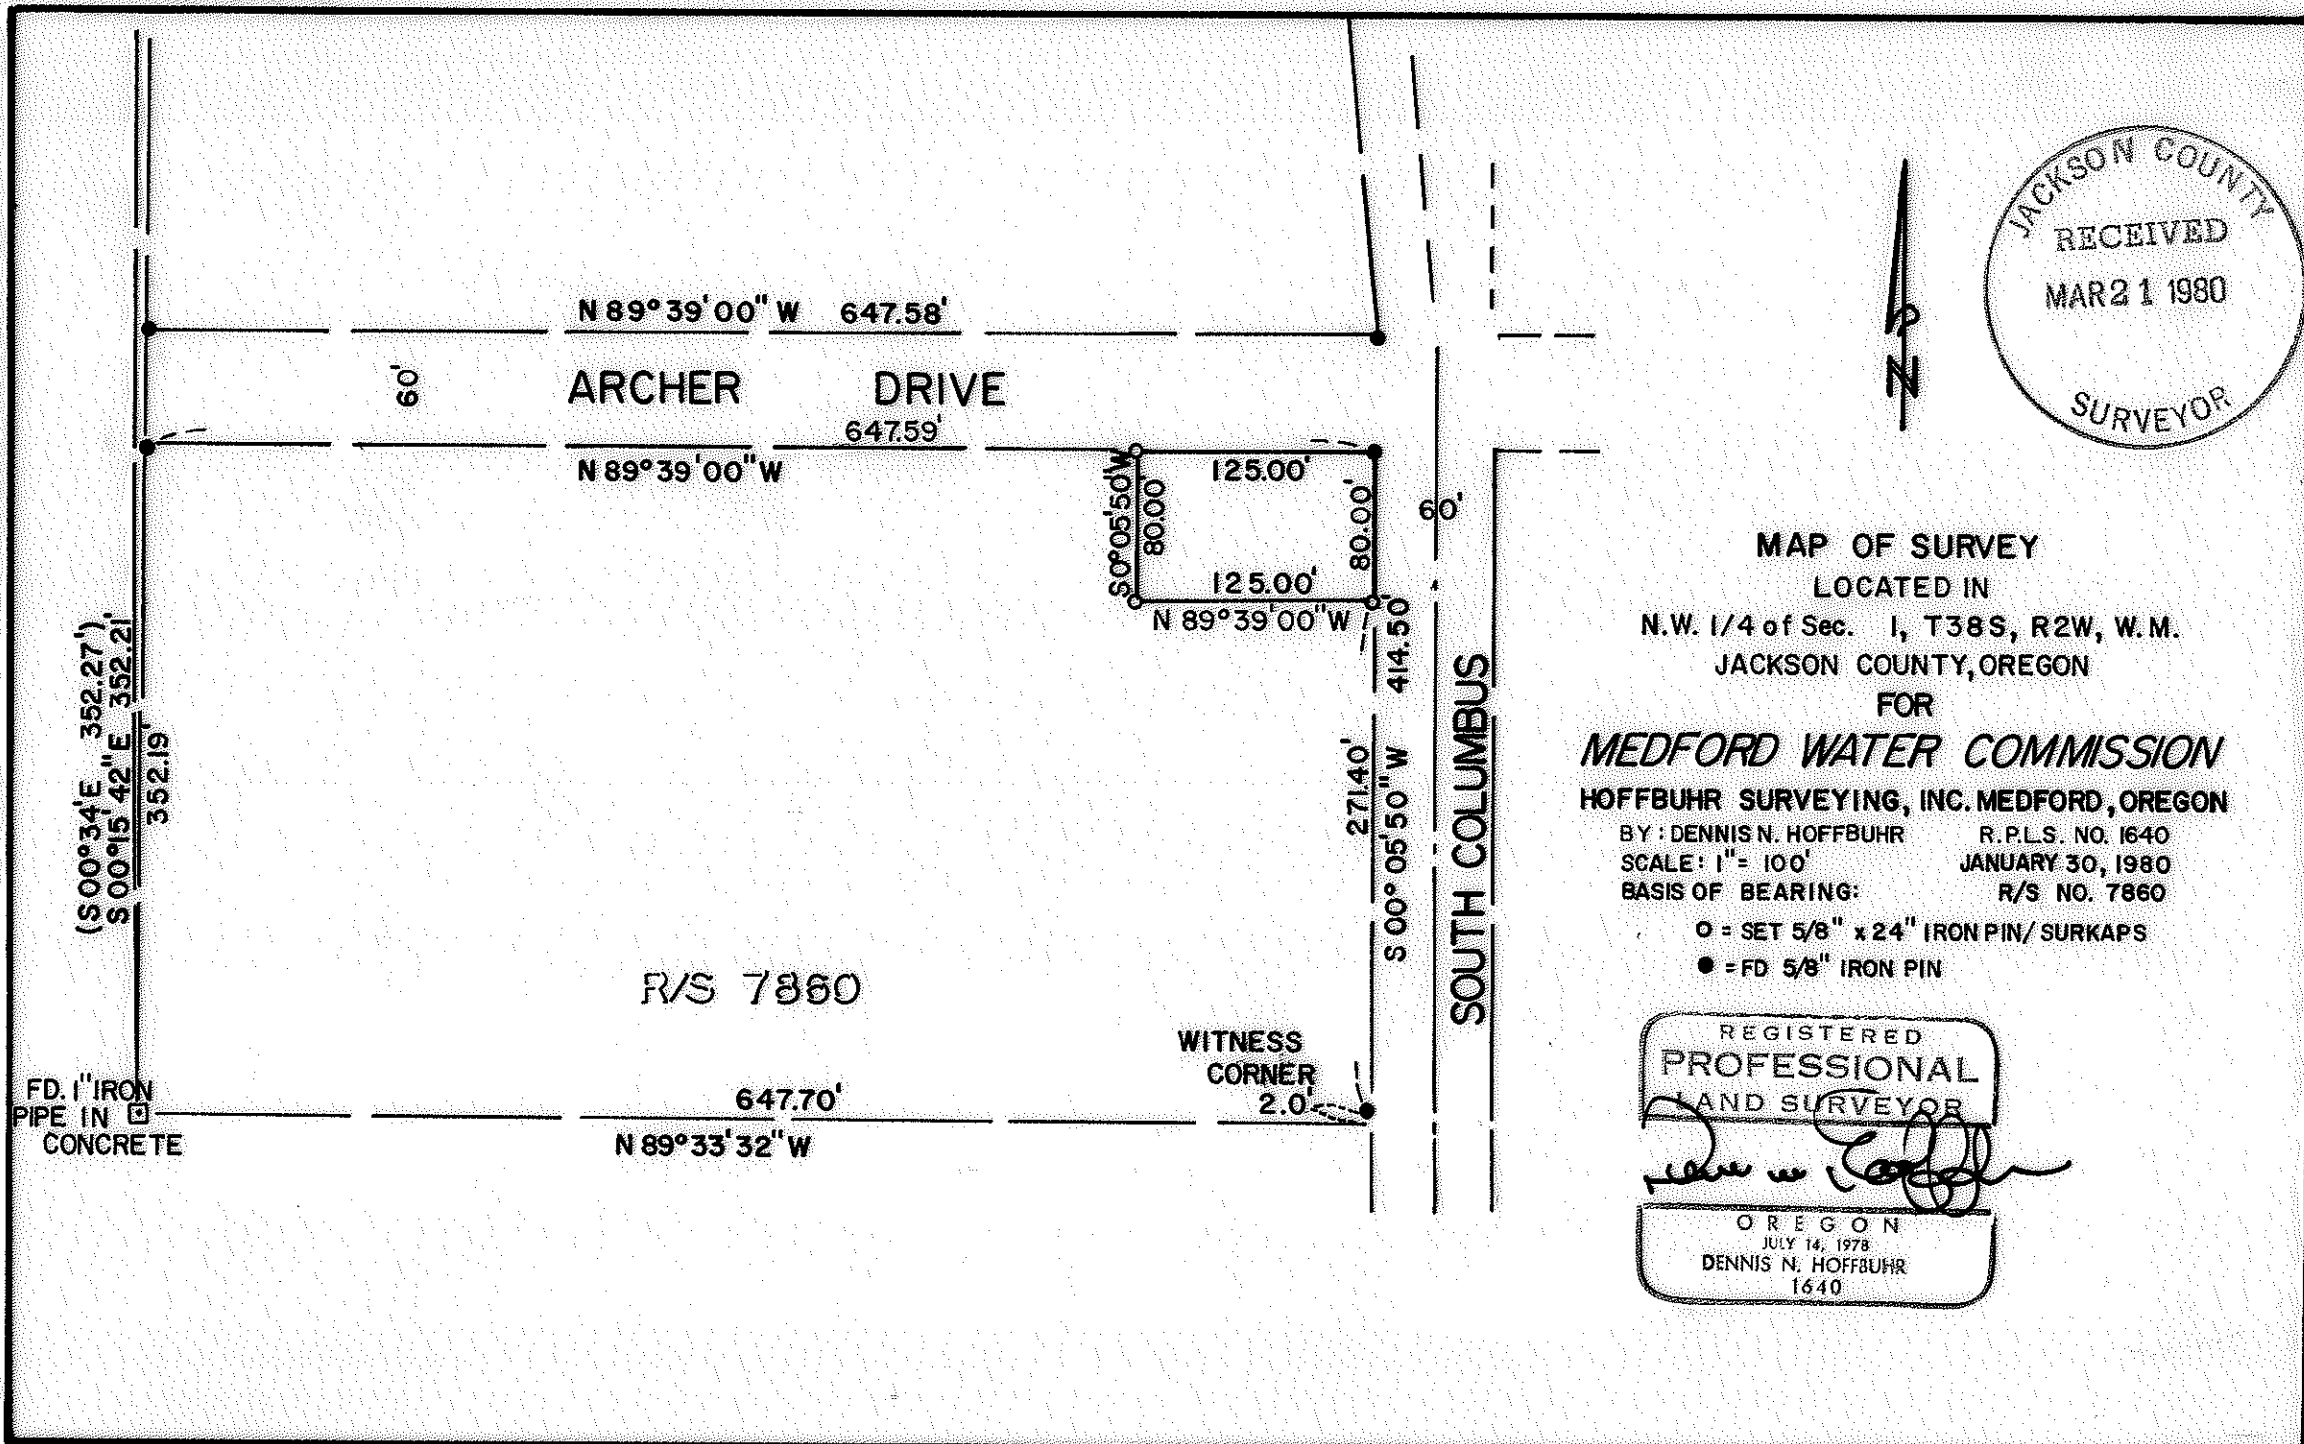 N 89°39'00" W 647.58'
60'
ARCHER DRIVE
647.59'
N 89°39'00" W
125.00'
S 0°05'50" W
80.00'
80.00'
125.00'
N 89°39'00" W
60'
414.50'
271.40'
S 00°05'50" W
SOUTH COLUMBUS
(S 00°34'E 352.27')
S 00°15'42" E 352.21'
352.19'
R/S 7860
WITNESS
CORNER
2.0'
FD. 1" IRON
PIPE IN
CONCRETE
647.70'
N 89°33'32" W
N
JACKSON COUNTY
RECEIVED
MAR 21 1980
SURVEYOR
MAP OF SURVEY
LOCATED IN
N.W. 1/4 of Sec. 1, T38S, R2W, W.M.
JACKSON COUNTY, OREGON
FOR
MEDFORD WATER COMMISSION
HOFFBUHR SURVEYING, INC. MEDFORD, OREGON
BY: DENNIS N. HOFFBUHR R.P.L.S. NO. 1640
SCALE: 1" = 100' JANUARY 30, 1980
BASIS OF BEARING: R/S NO. 7860
O = SET 5/8" x 24" IRON PIN/ SURKAPS
● = FD 5/8" IRON PIN
REGISTERED
PROFESSIONAL
LAND SURVEYOR
OREGON
JULY 14, 1978
DENNIS N. HOFFBUHR
1640